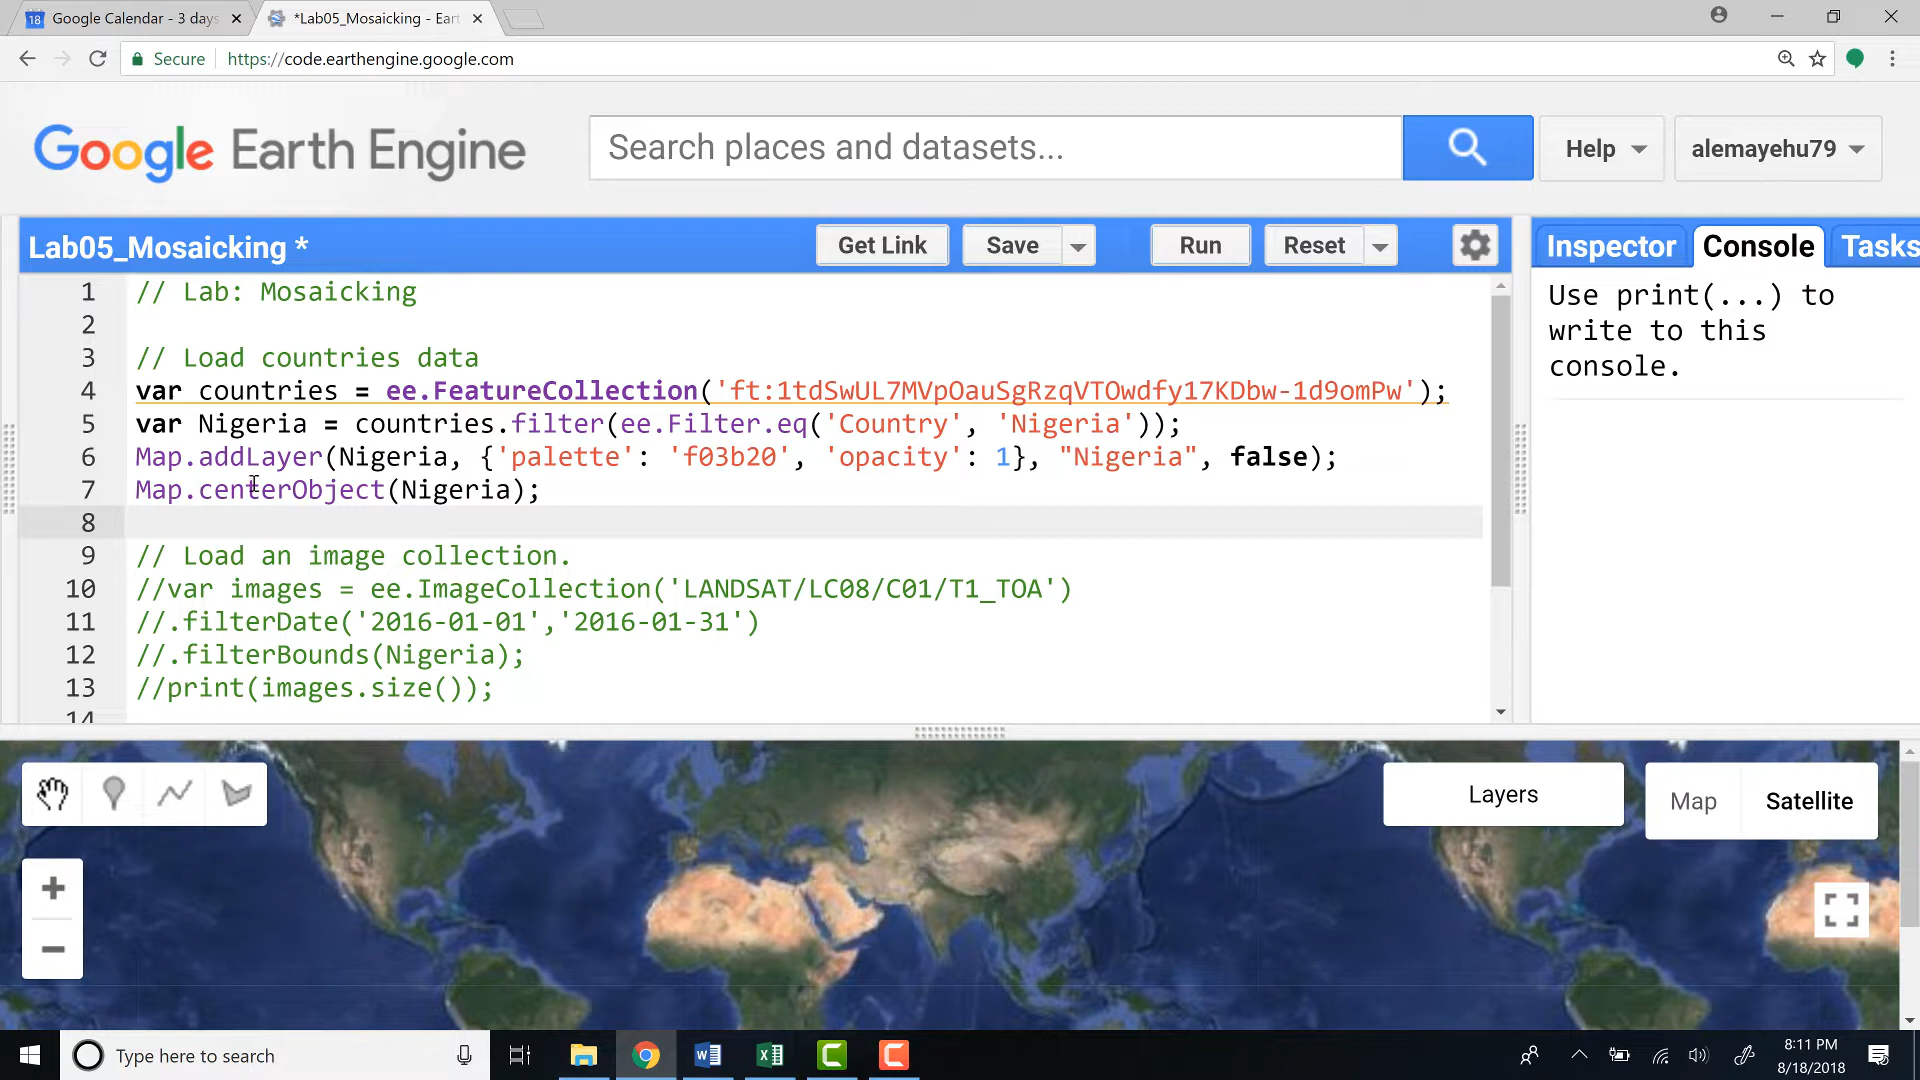 18 Google Calendar - 3 days
*Lab05_Mosaicking - Eart
Secure https://code.earthengine.google.com
Google Earth Engine
Search places and datasets...
Help
alemayehu79
Lab05_Mosaicking *
Get Link
Save
Run
Reset
Inspector
Console
Tasks
1 // Lab: Mosaicking
2
3 // Load countries data
4 var countries = ee.FeatureCollection('ft:1tdSwUL7MVpOauSgRzqVTOwdfy17KDbw-1d9omPw');
5 var Nigeria = countries.filter(ee.Filter.eq('Country', 'Nigeria'));
6 Map.addLayer(Nigeria, {'palette': 'f03b20', 'opacity': 1}, "Nigeria", false);
7 Map.centerObject(Nigeria);
8
9 // Load an image collection.
10 //var images = ee.ImageCollection('LANDSAT/LC08/C01/T1_TOA')
11 //.filterDate('2016-01-01','2016-01-31')
12 //.filterBounds(Nigeria);
13 //print(images.size());
14
Use print(...) to
write to this
console.
Layers
Map
Satellite
Type here to search
8:11 PM
8/18/2018